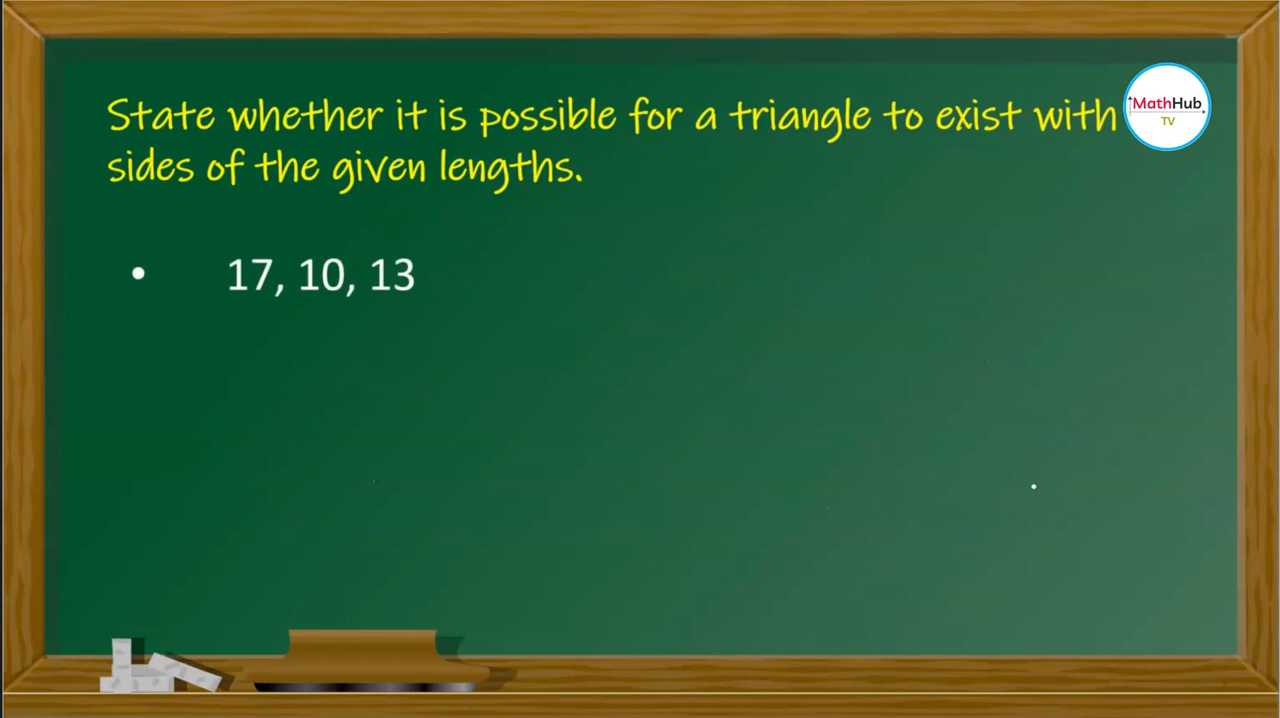 State whether it is possible for a triangle to exist with
sides of the given lengths.
MathHub
TV
• 17, 10, 13